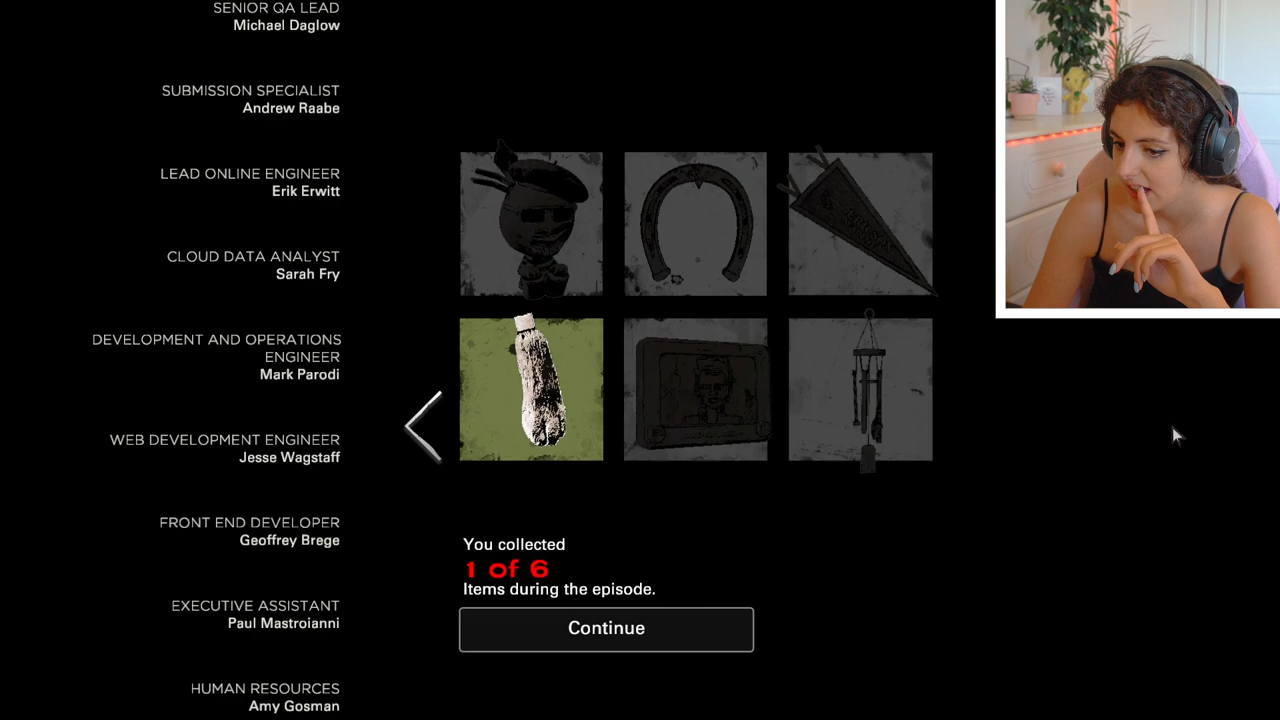 SENIOR QA LEAD
Michael Daglow
SUBMISSION SPECIALIST
Andrew Raabe
LEAD ONLINE ENGINEER
Erik Erwitt
CLOUD DATA ANALYST
Sarah Fry
DEVELOPMENT AND OPERATIONS
ENGINEER
Mark Parodi
WEB DEVELOPMENT ENGINEER
Jesse Wagstaff
FRONT END DEVELOPER
Geoffrey Brege
EXECUTIVE ASSISTANT
Paul Mastroianni
HUMAN RESOURCES
Amy Gosman
You collected
1 of 6
Items during the episode.
Continue